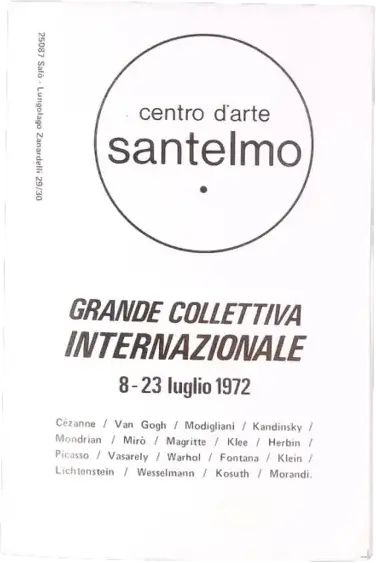 25087 Salò - Lungolago Zanardelli 29/30
centro d'arte
santelmo
GRANDE COLLETTIVA
INTERNAZIONALE
8 - 23 luglio 1972
Cézanne / Van Gogh / Modigliani / Kandinsky /
Mondrian / Mirò / Magritte / Klee / Herbin /
Picasso / Vasarely / Warhol / Fontana / Klein /
Lichtenstein / Wesselmann / Kosuth / Morandi.